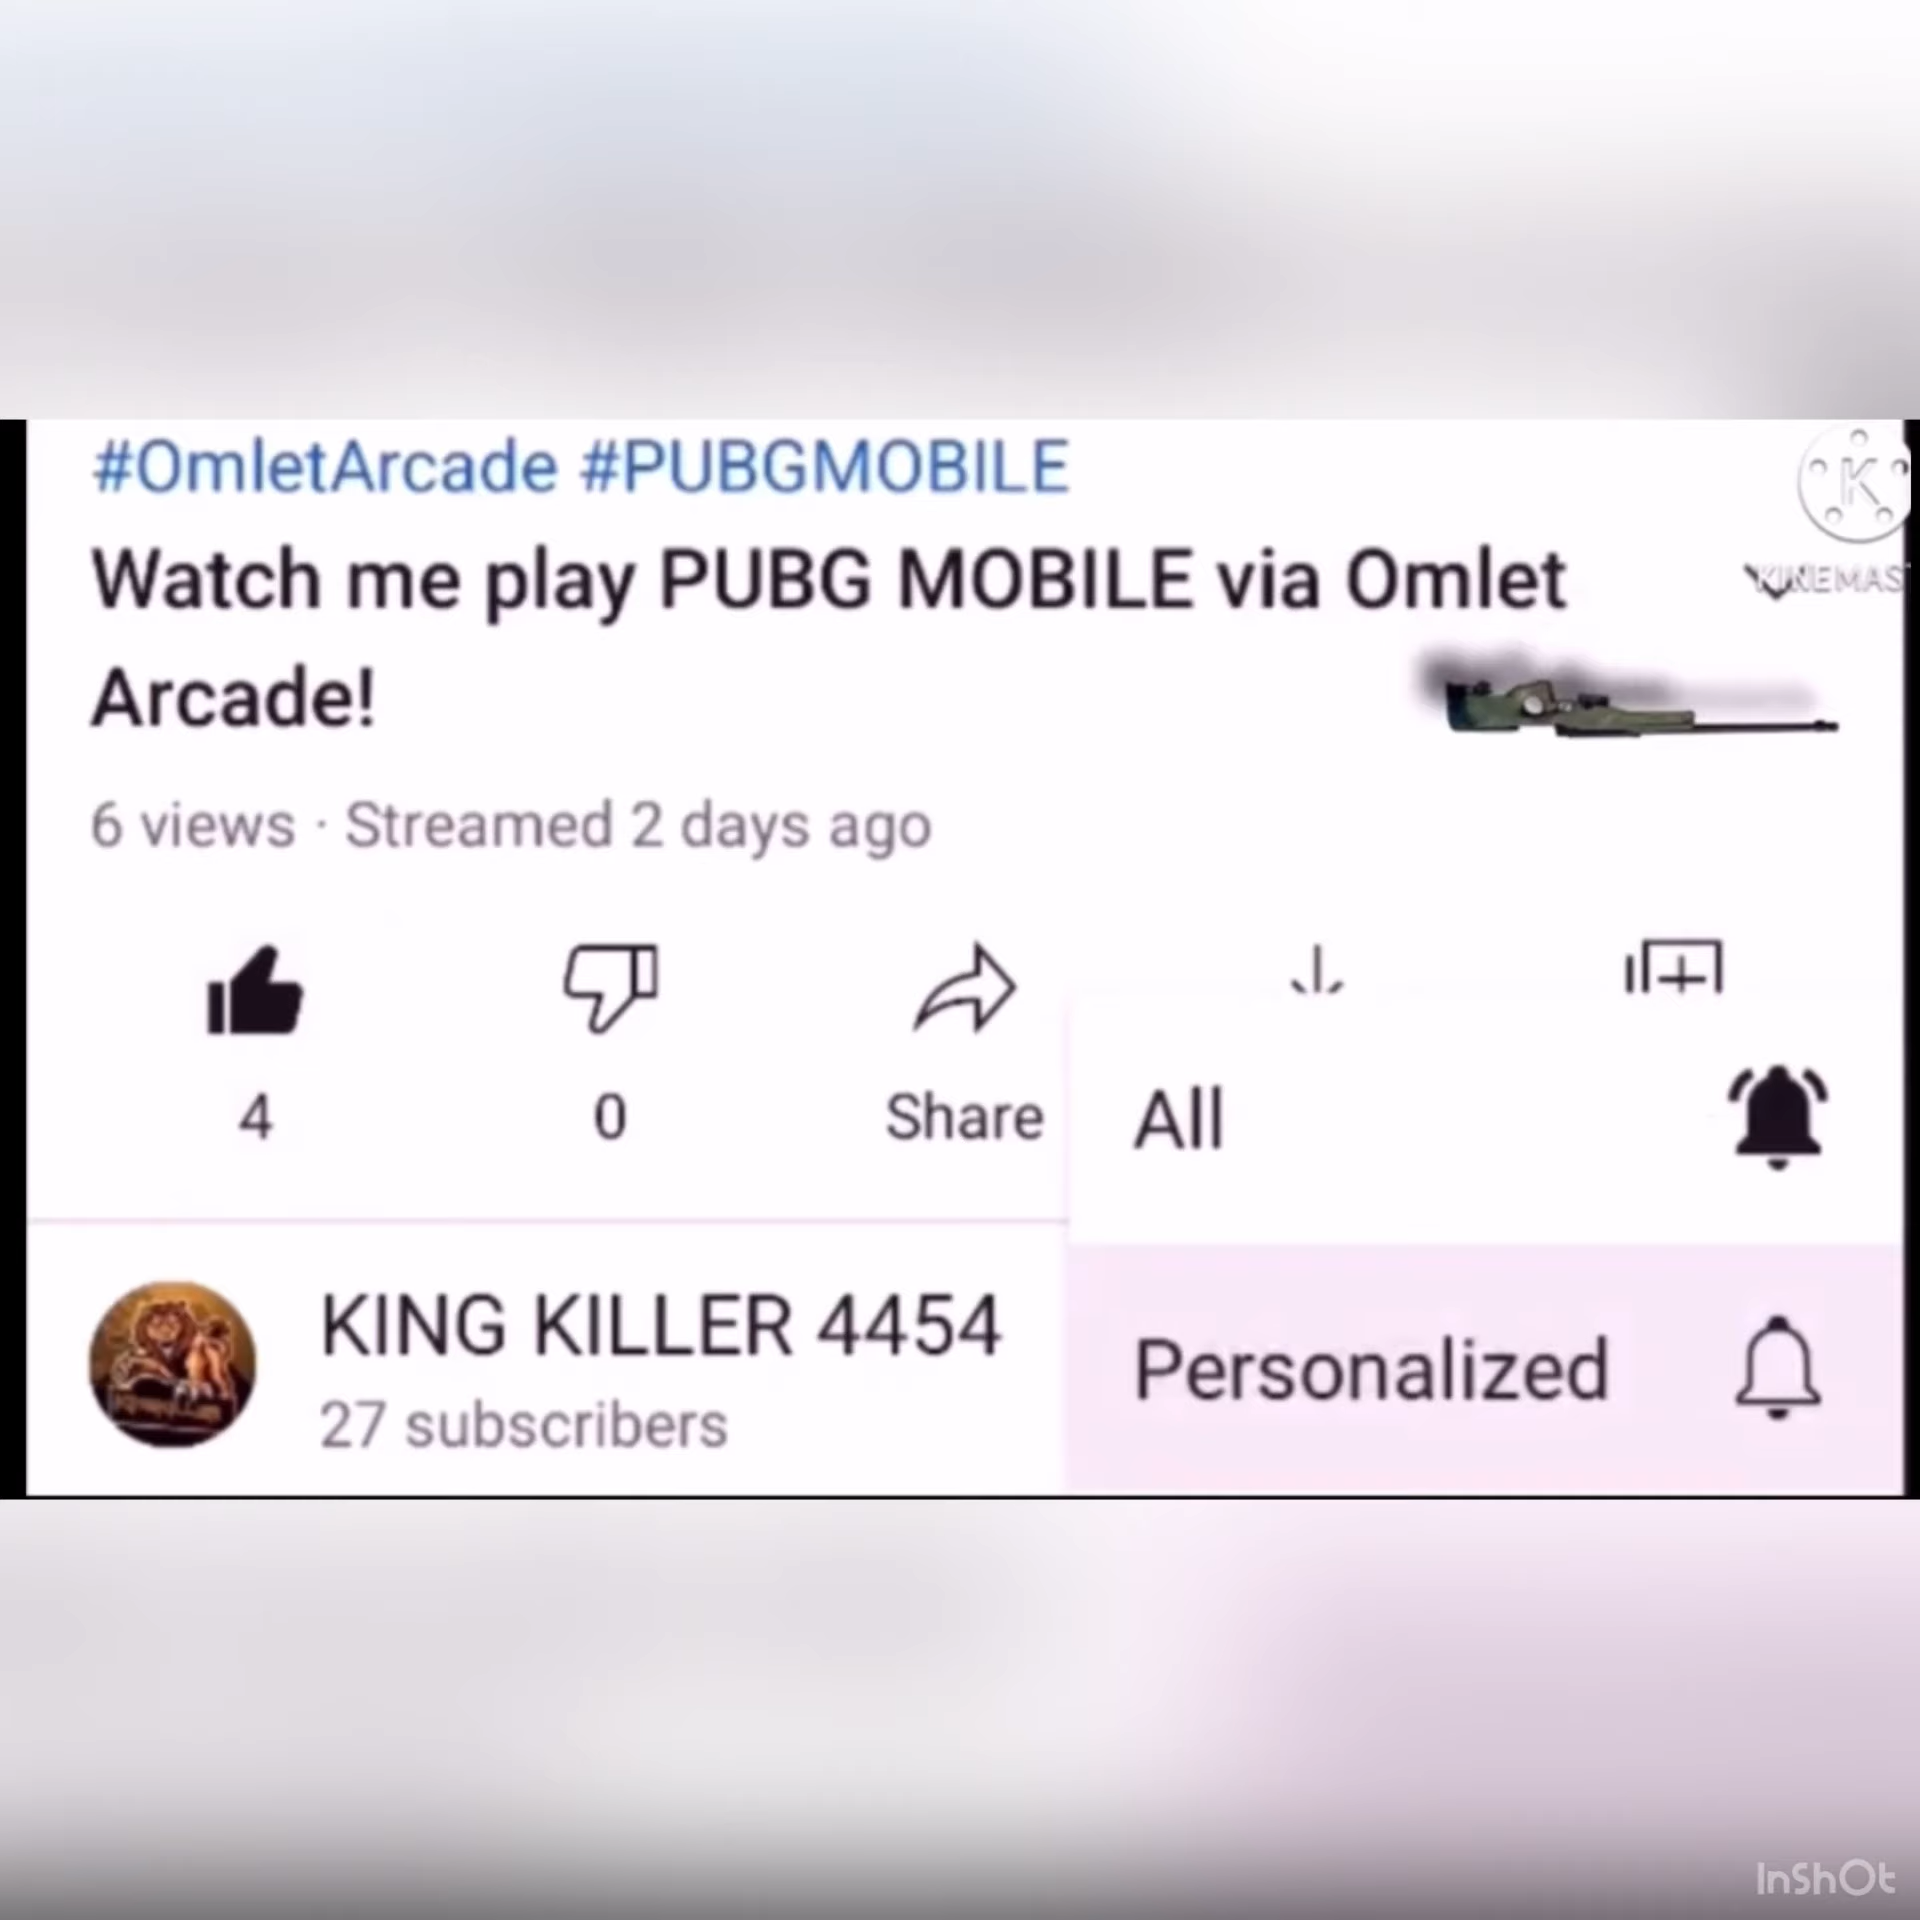 #OmletArcade #PUBGMOBILE
K
KINEMAS
Watch me play PUBG MOBILE via Omlet
Arcade!
6 views · Streamed 2 days ago
4
0
Share
All
KING KILLER 4454
27 subscribers
Personalized
InShOt